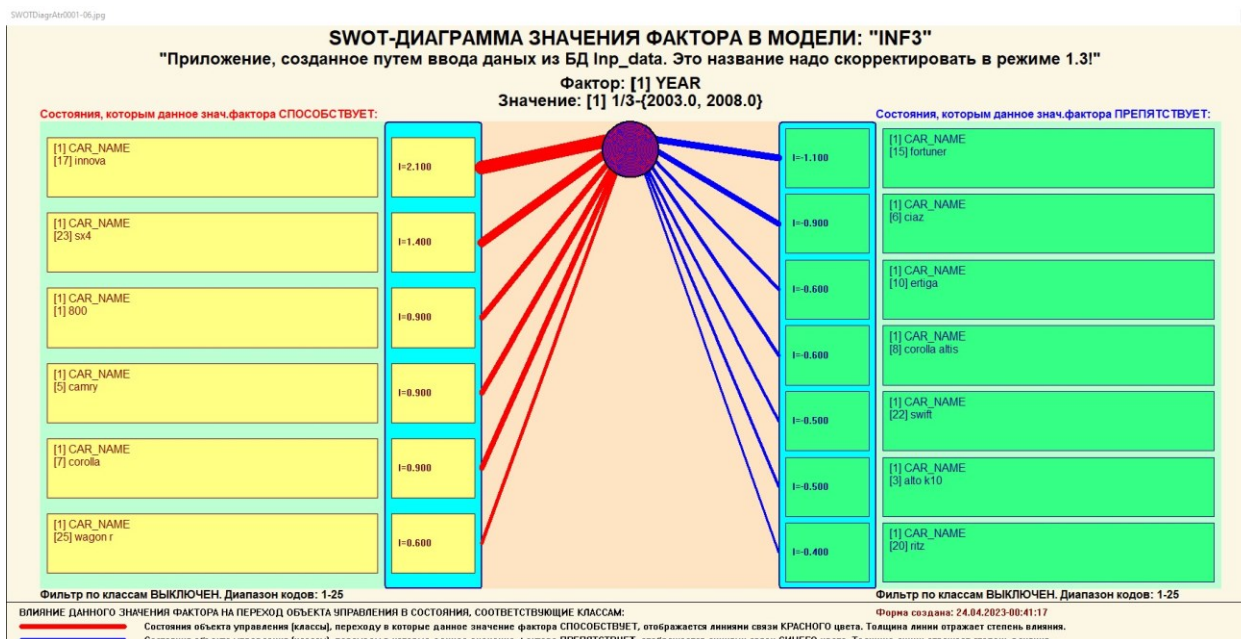 SWOTDiagrAtr0001-06.jpg
SWOT-ДИАГРАММА ЗНАЧЕНИЯ ФАКТОРА В МОДЕЛИ: "INF3"
"Приложение, созданное путем ввода даных из БД Inp_data. Это название надо скорректировать в режиме 1.3!"
Фактор: [1] YEAR
Значение: [1] 1/3-{2003.0, 2008.0}
Состояния, которым данное знач.фактора СПОСОБСТВУЕТ:
[1] CAR_NAME
[17] innova
I=2.100
[1] CAR_NAME
[23] sx4
I=1.400
[1] CAR_NAME
[1] 800
I=0.900
[1] CAR_NAME
[5] camry
I=0.900
[1] CAR_NAME
[7] corolla
I=0.900
[1] CAR_NAME
[25] wagon r
I=0.600
Фильтр по классам ВЫКЛЮЧЕН. Диапазон кодов: 1-25
Состояния, которым данное знач.фактора ПРЕПЯТСТВУЕТ:
I=-1.100
[1] CAR_NAME
[15] fortuner
I=-0.900
[1] CAR_NAME
[6] ciaz
I=-0.600
[1] CAR_NAME
[10] ertiga
I=-0.600
[1] CAR_NAME
[8] corolla altis
I=-0.500
[1] CAR_NAME
[22] swift
I=-0.500
[1] CAR_NAME
[3] alto k10
I=-0.400
[1] CAR_NAME
[20] ritz
Фильтр по классам ВЫКЛЮЧЕН. Диапазон кодов: 1-25
ВЛИЯНИЕ ДАННОГО ЗНАЧЕНИЯ ФАКТОРА НА ПЕРЕХОД ОБЪЕКТА УПРАВЛЕНИЯ В СОСТОЯНИЯ, СООТВЕТСТВУЮЩИЕ КЛАССАМ:
Форма создана: 24.04.2023-00:41:17
Состояния объекта управления (классы), переходу в которые данное значение фактора СПОСОБСТВУЕТ, отображается линиями связи КРАСНОГО цвета. Толщина линии отражает степень влияния.